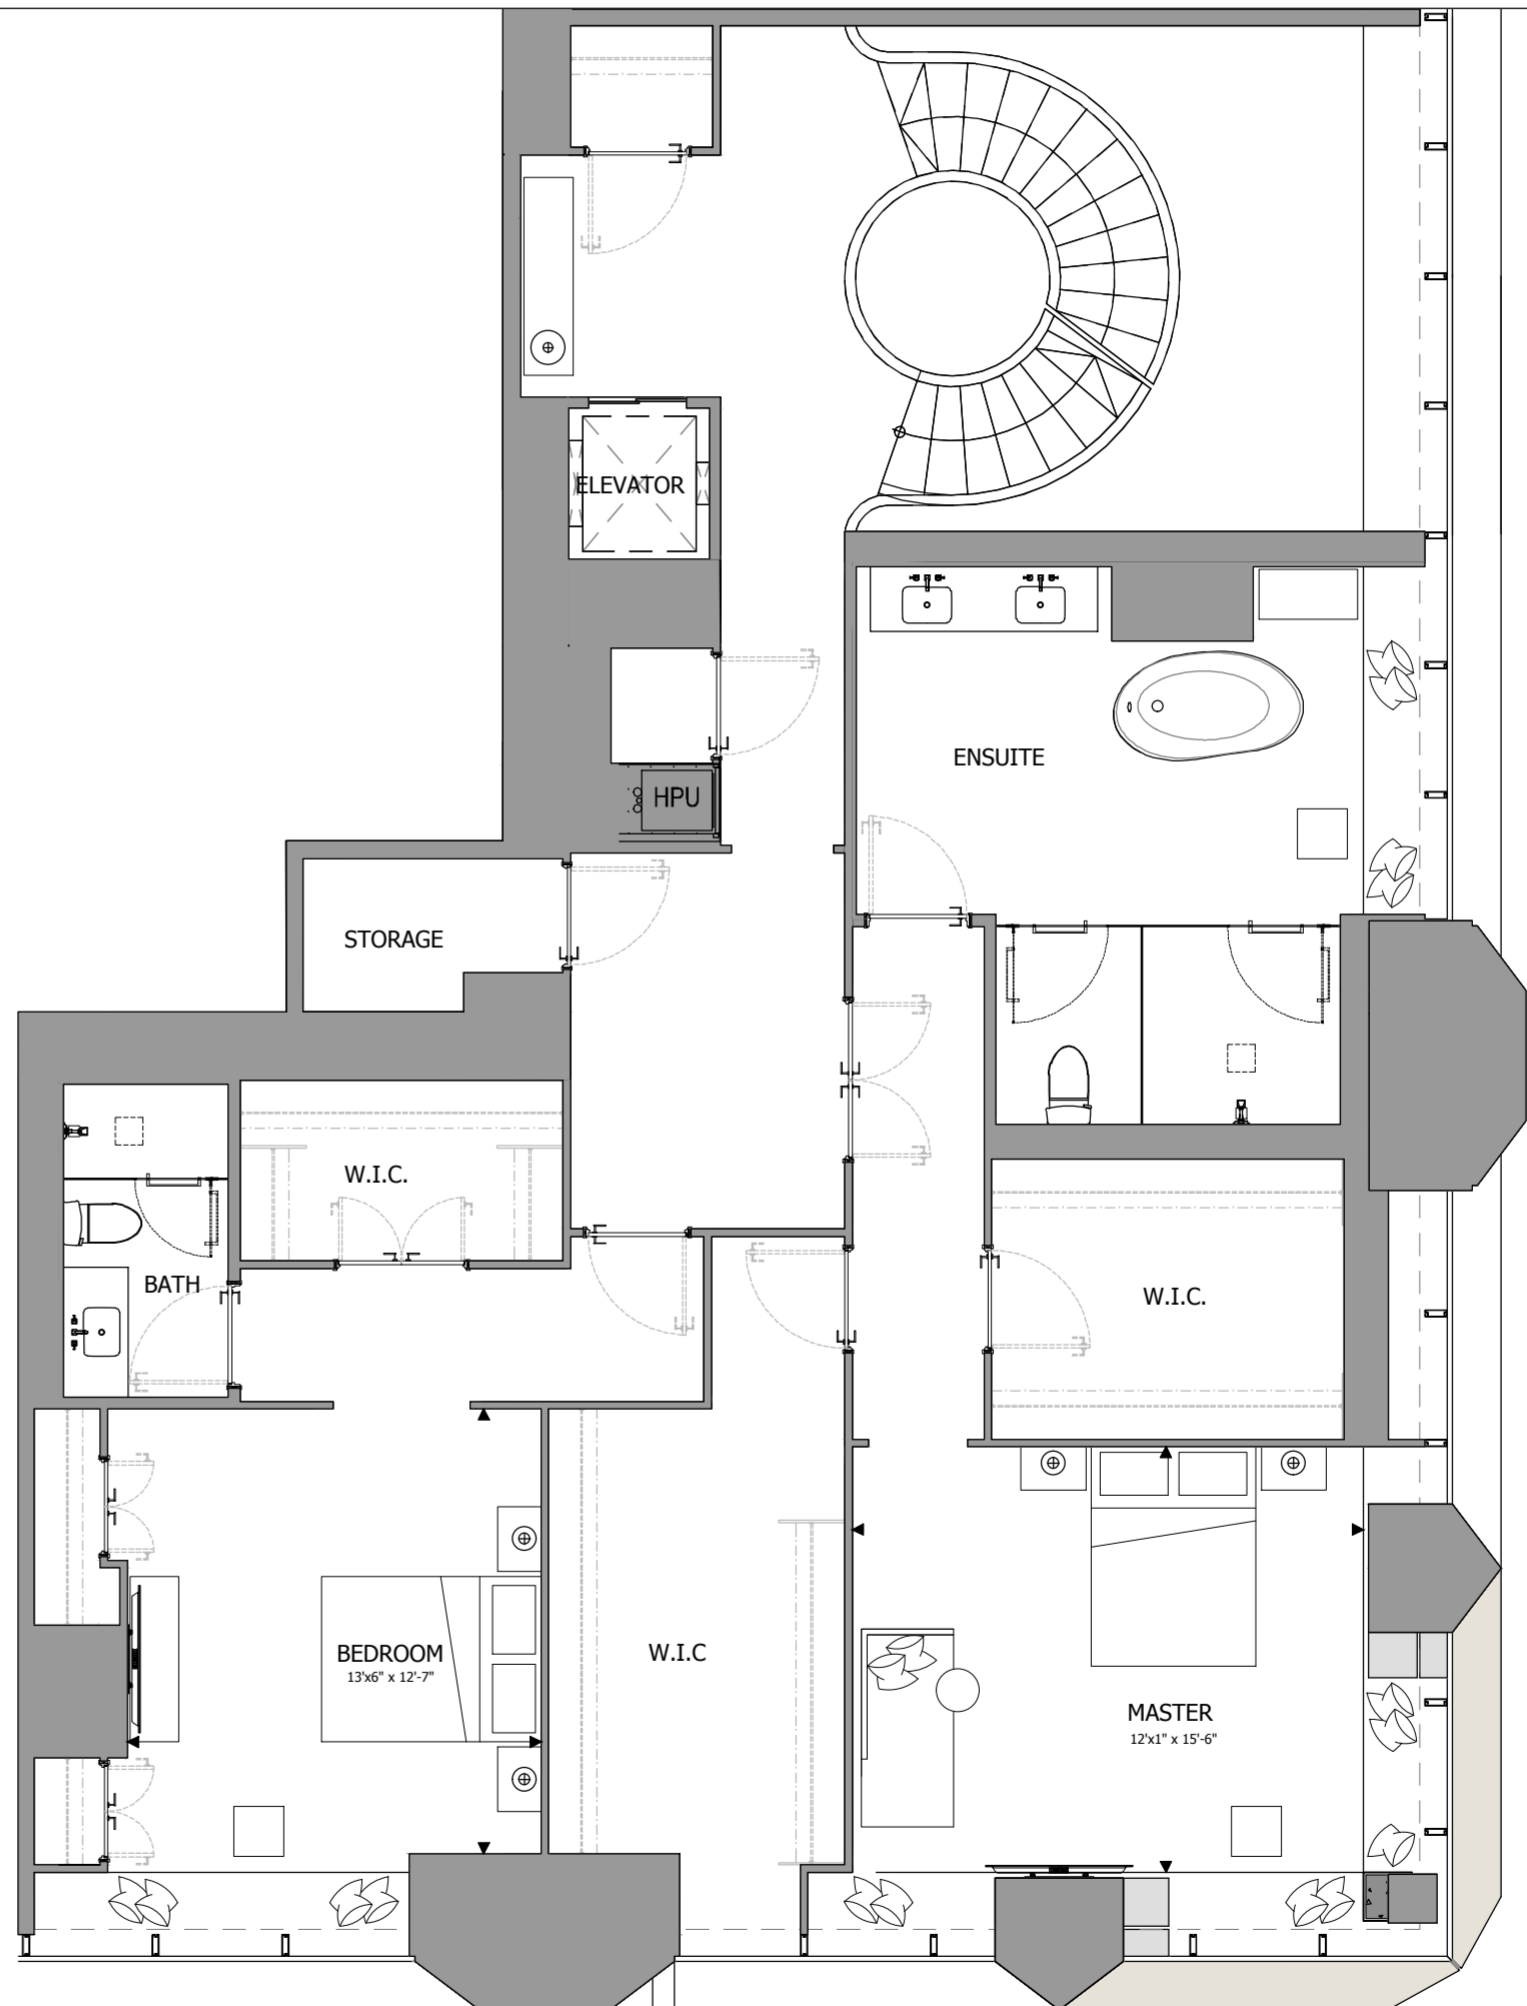 ELEVATOR
HPU
ENSUITE
STORAGE
W.I.C.
BATH
W.I.C.
BEDROOM
13'x6" x 12'-7"
W.I.C
MASTER
12'x1" x 15'-6"